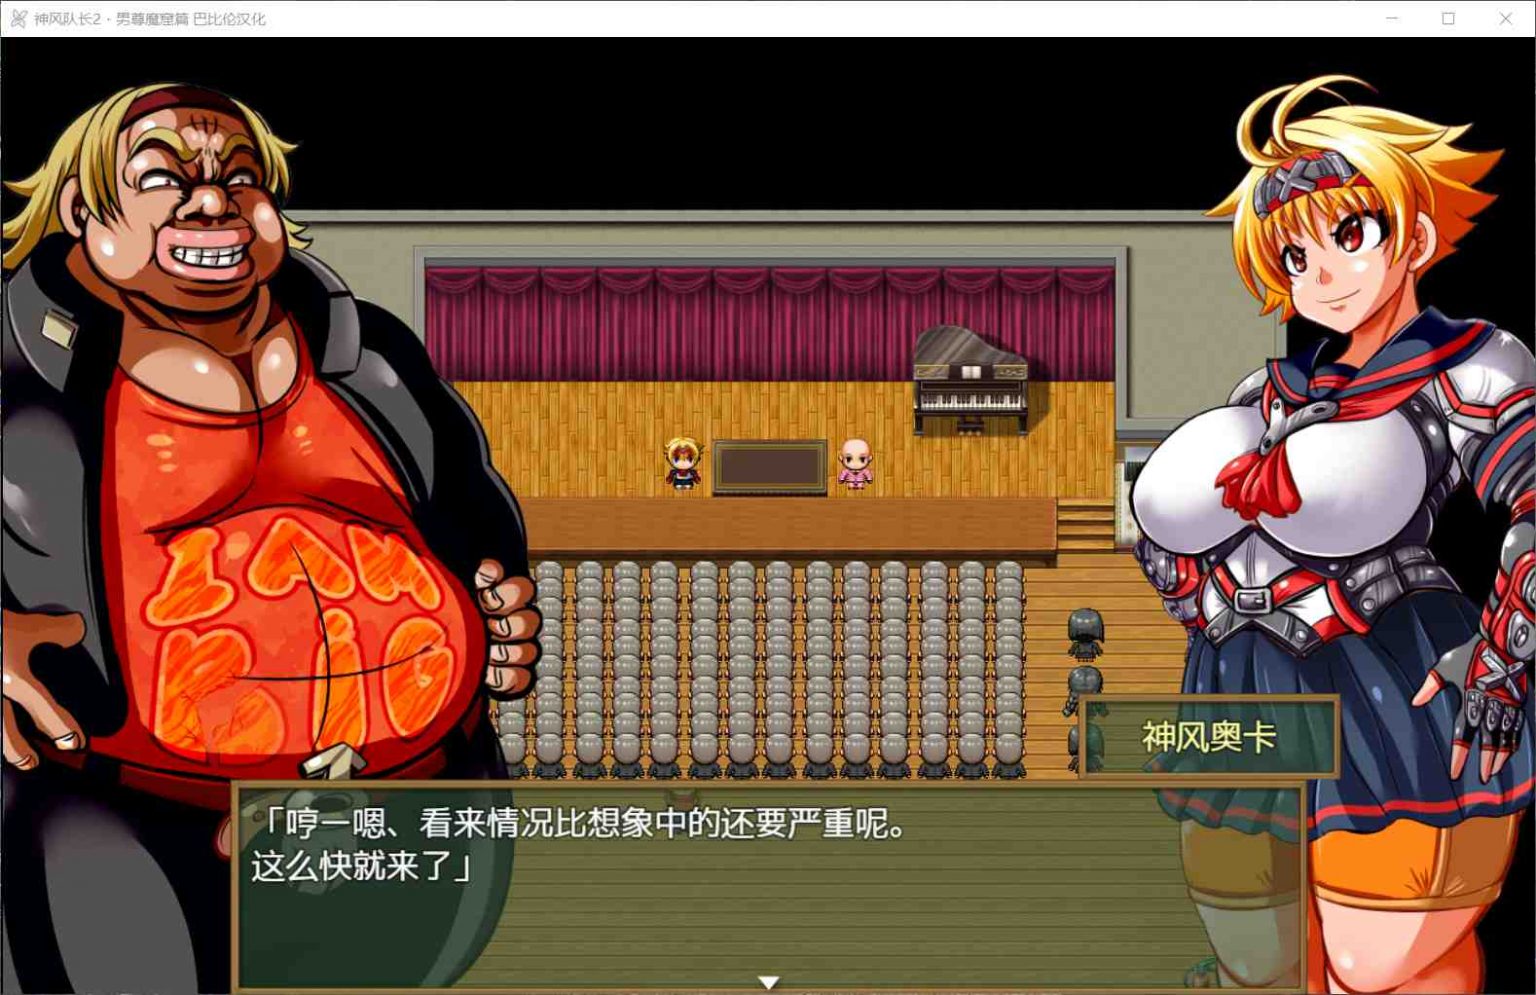 神风队长2·男尊魔窟篇 巴比伦汉化
I AM
BIG
神风奥卡
「哼一嗯、看来情况比想象中的还要严重呢。
这么快就来了」